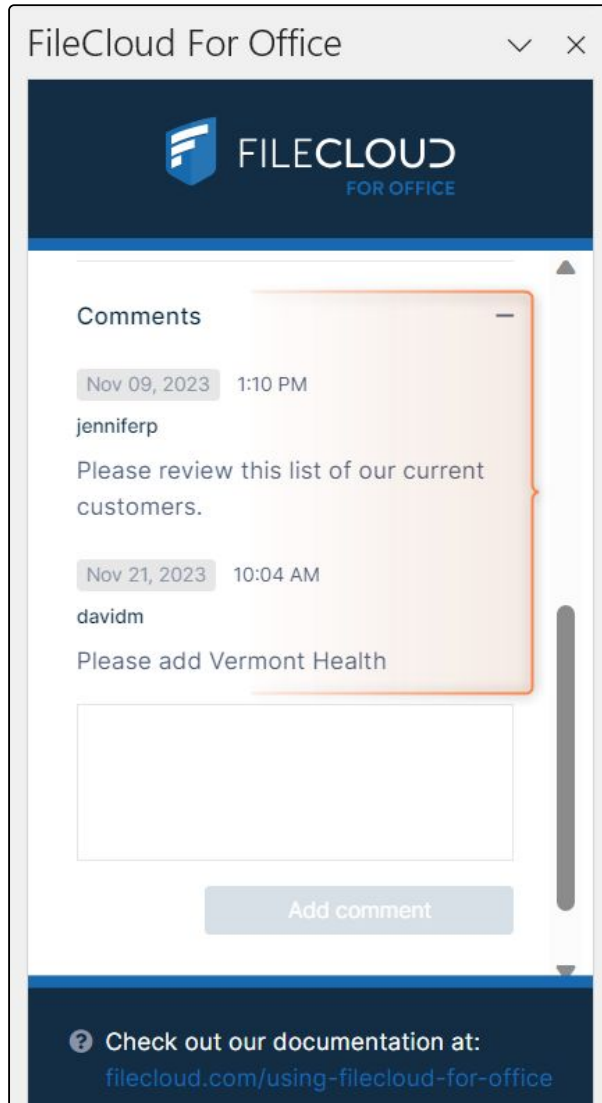 FileCloud For Office
FILECLOUD
FOR OFFICE
Comments
Nov 09, 2023 1:10 PM
jenniferp
Please review this list of our current
customers.
Nov 21, 2023 10:04 AM
davidm
Please add Vermont Health
Add comment
Check out our documentation at:
filecloud.com/using-filecloud-for-office